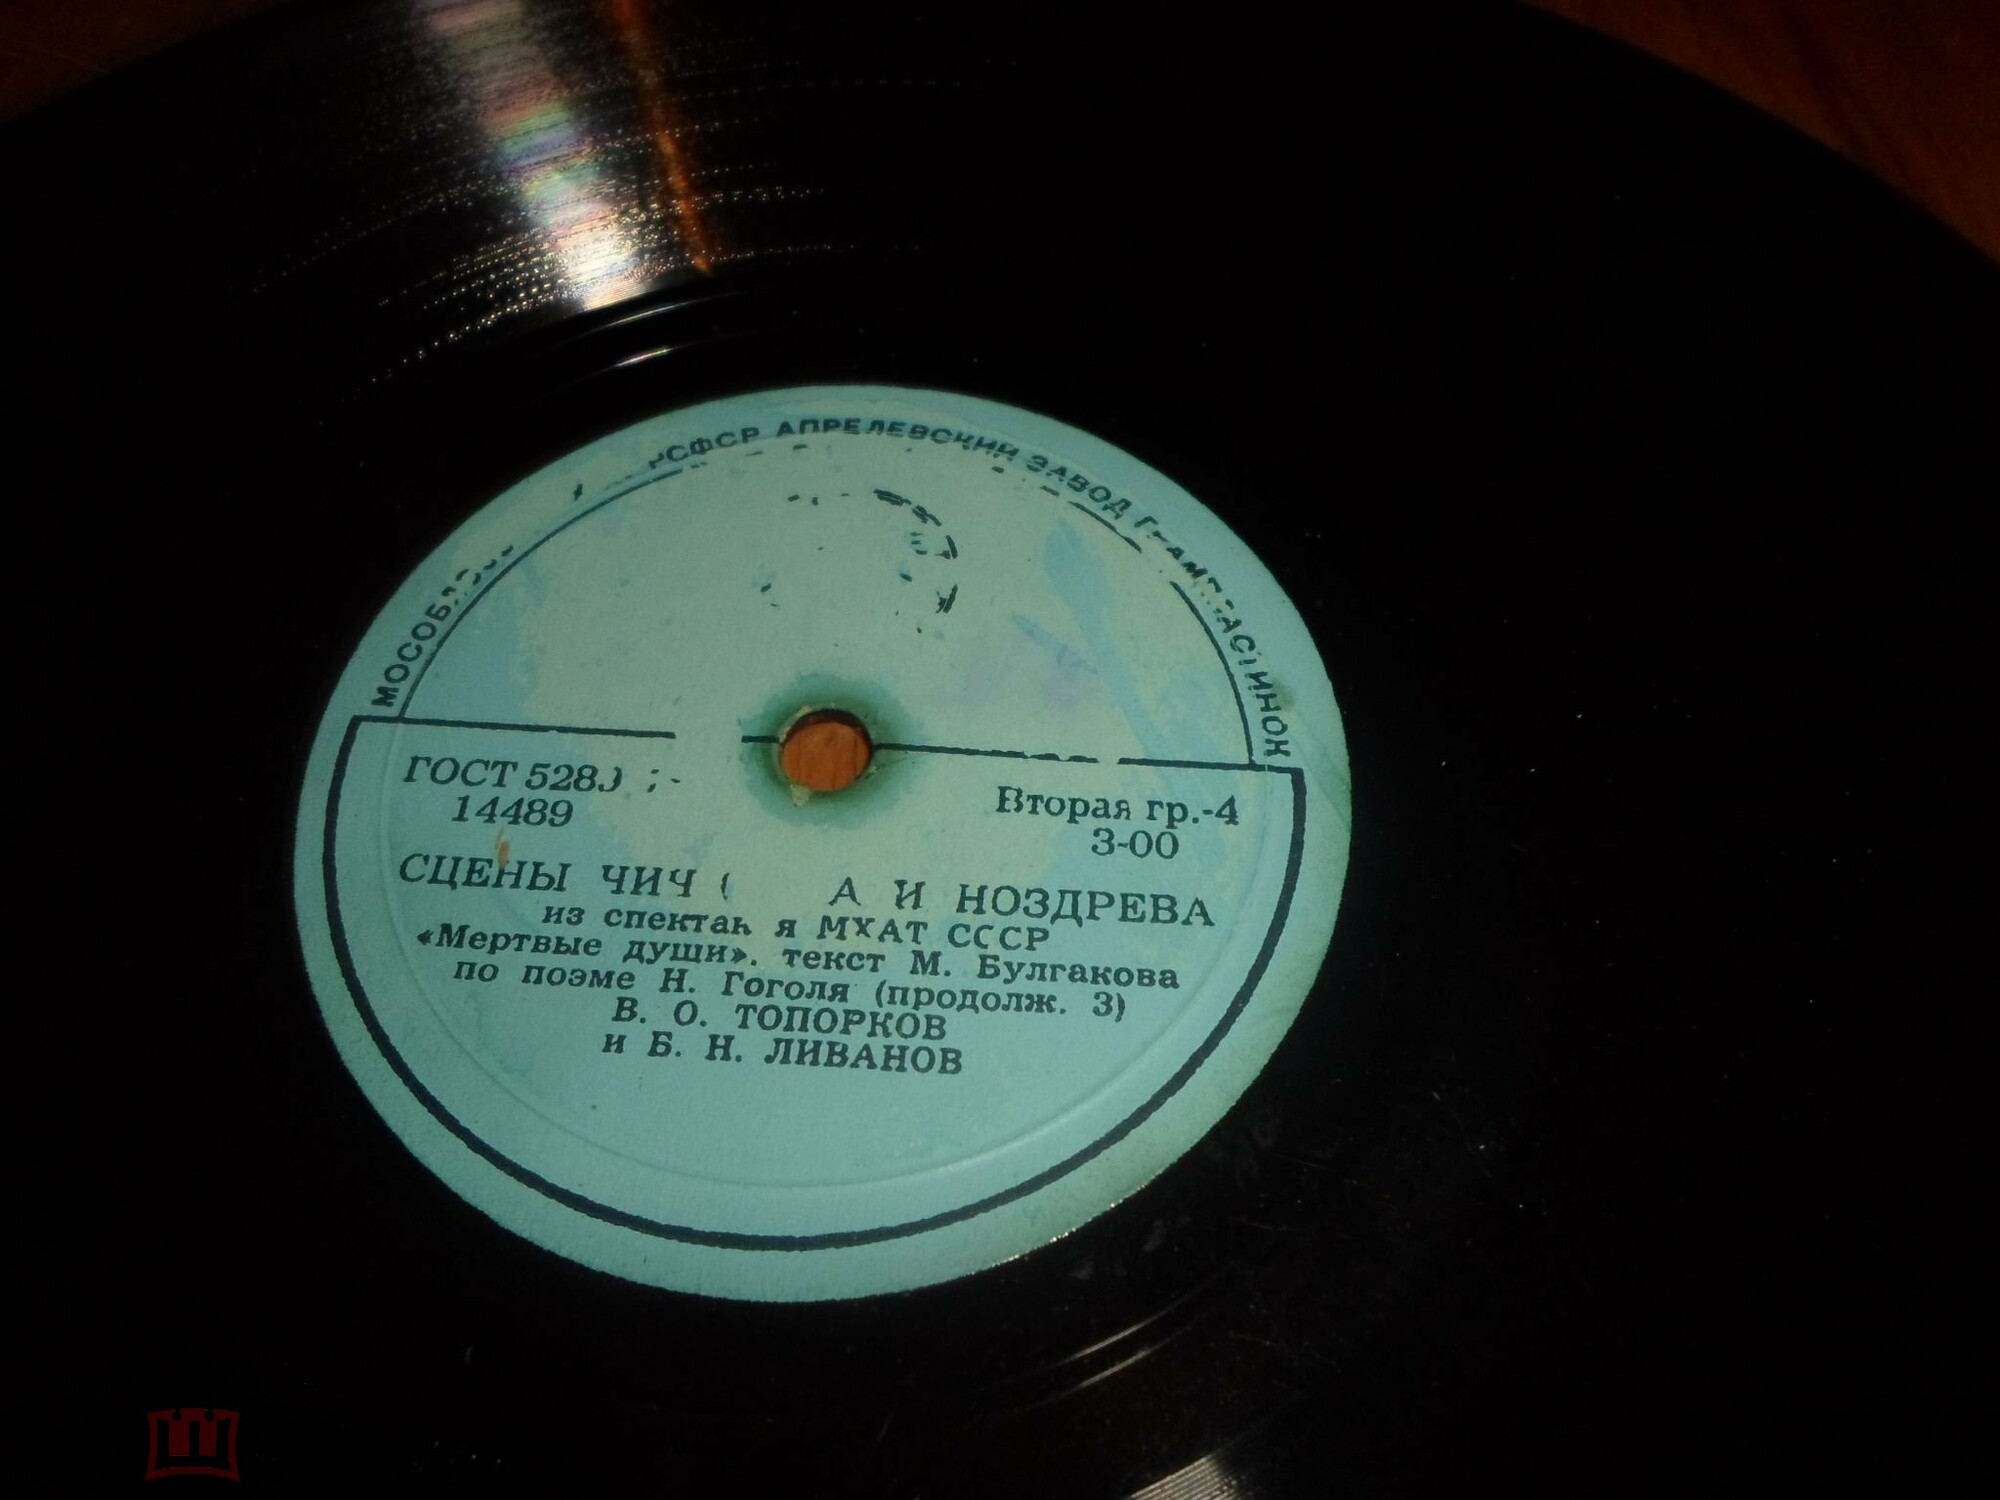 РСФСР АПРЕЛЕВСКИЙ ЗАВОД ГРАМПЛАСТИНОК
ГОСТ
14489
Вторая гр.-4
3-00
СЦЕНЫ И НОЗДРЕВА
из МХАТ СССР
«Мертвые души». текст М. Булгакова
по поэме Н. Гоголя (продолж. 3)
В. О. ТОПОРКОВ
и Б. Н. ЛИВАНОВ